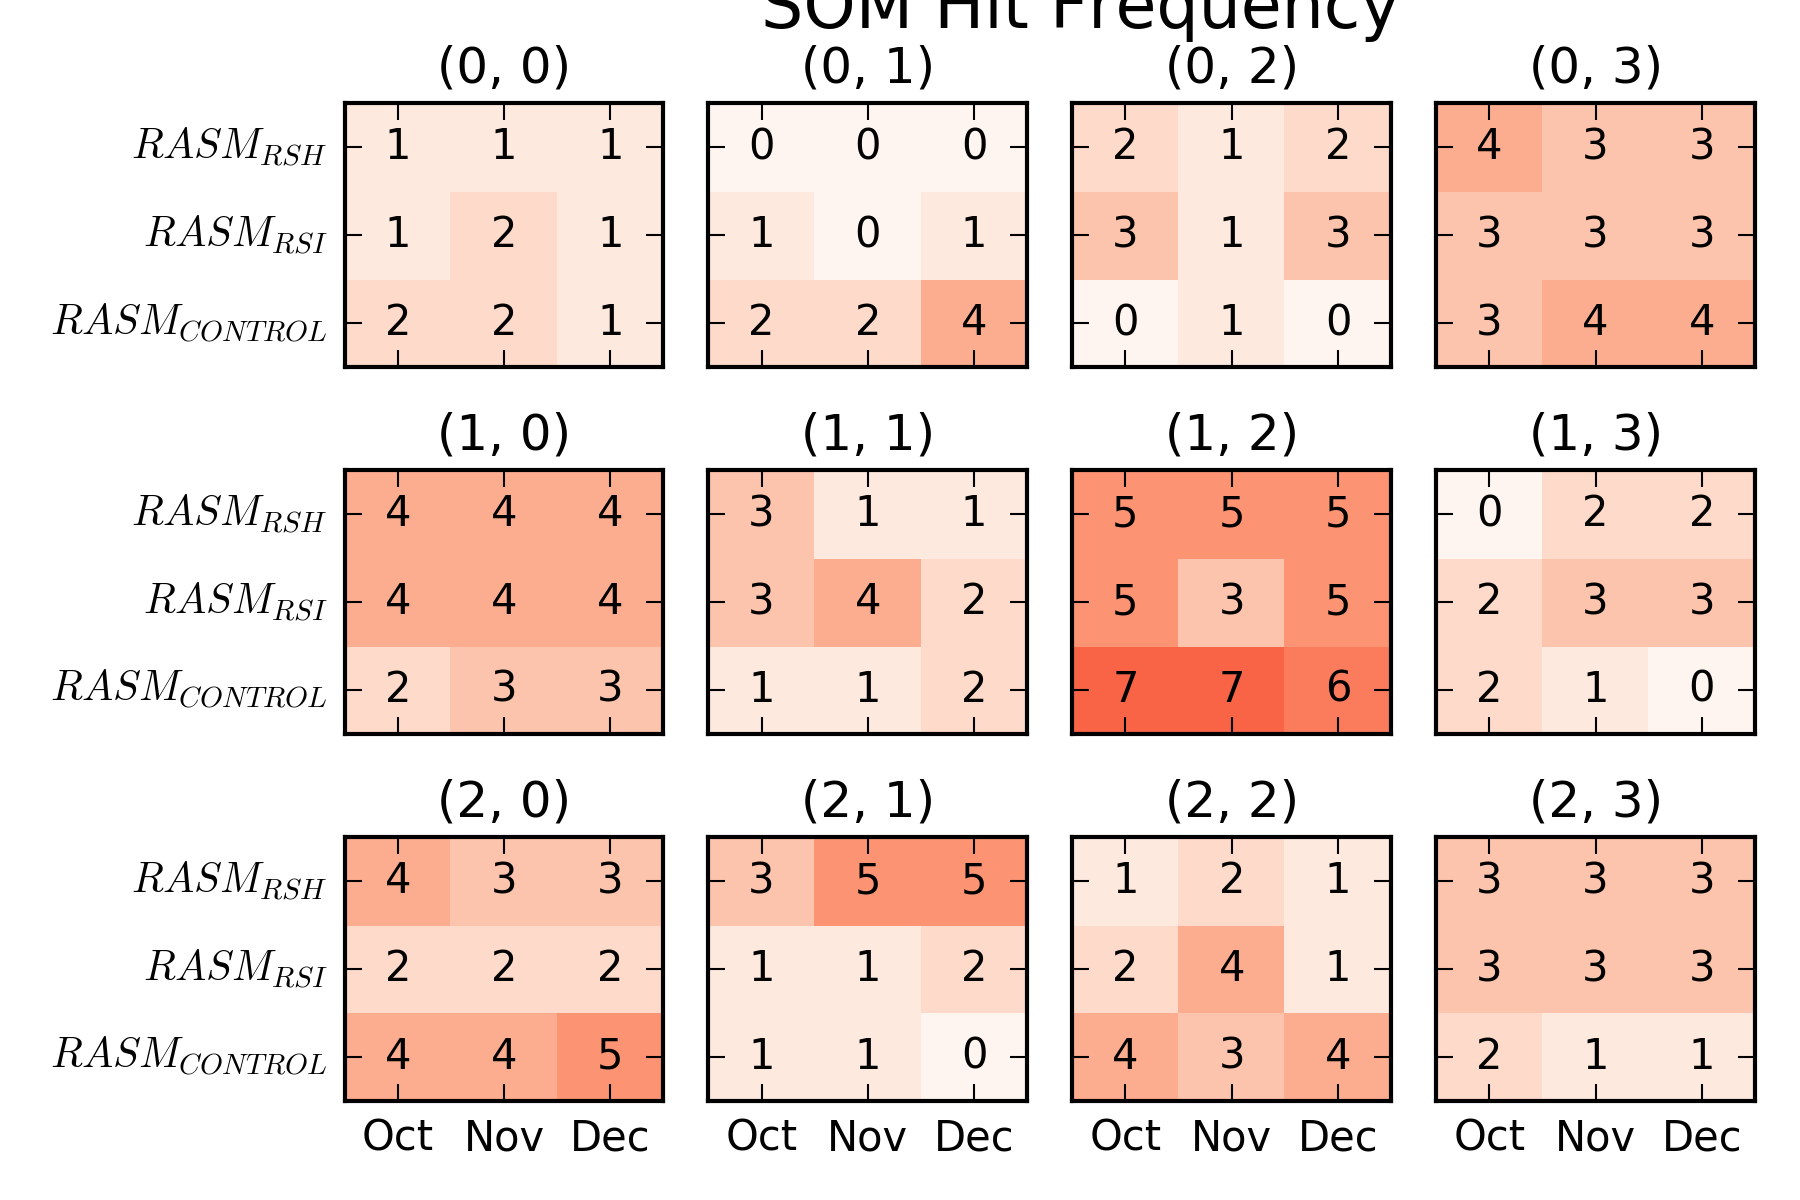 SOM Hit Frequency
(0, 0) (0, 1) (0, 2) (0, 3)
RASM_RSH 1 1 1 0 0 0 2 1 2 4 3 3
RASM_RSI 1 2 1 1 0 1 3 1 3 3 3 3
RASM_CONTROL 2 2 1 2 2 4 0 1 0 3 4 4
(1, 0) (1, 1) (1, 2) (1, 3)
RASM_RSH 4 4 4 3 1 1 5 5 5 0 2 2
RASM_RSI 4 4 4 3 4 2 5 3 5 2 3 3
RASM_CONTROL 2 3 3 1 1 2 7 7 6 2 1 0
(2, 0) (2, 1) (2, 2) (2, 3)
RASM_RSH 4 3 3 3 5 5 1 2 1 3 3 3
RASM_RSI 2 2 2 1 1 2 2 4 1 3 3 3
RASM_CONTROL 4 4 5 1 1 0 4 3 4 2 1 1
Oct Nov Dec Oct Nov Dec Oct Nov Dec Oct Nov Dec